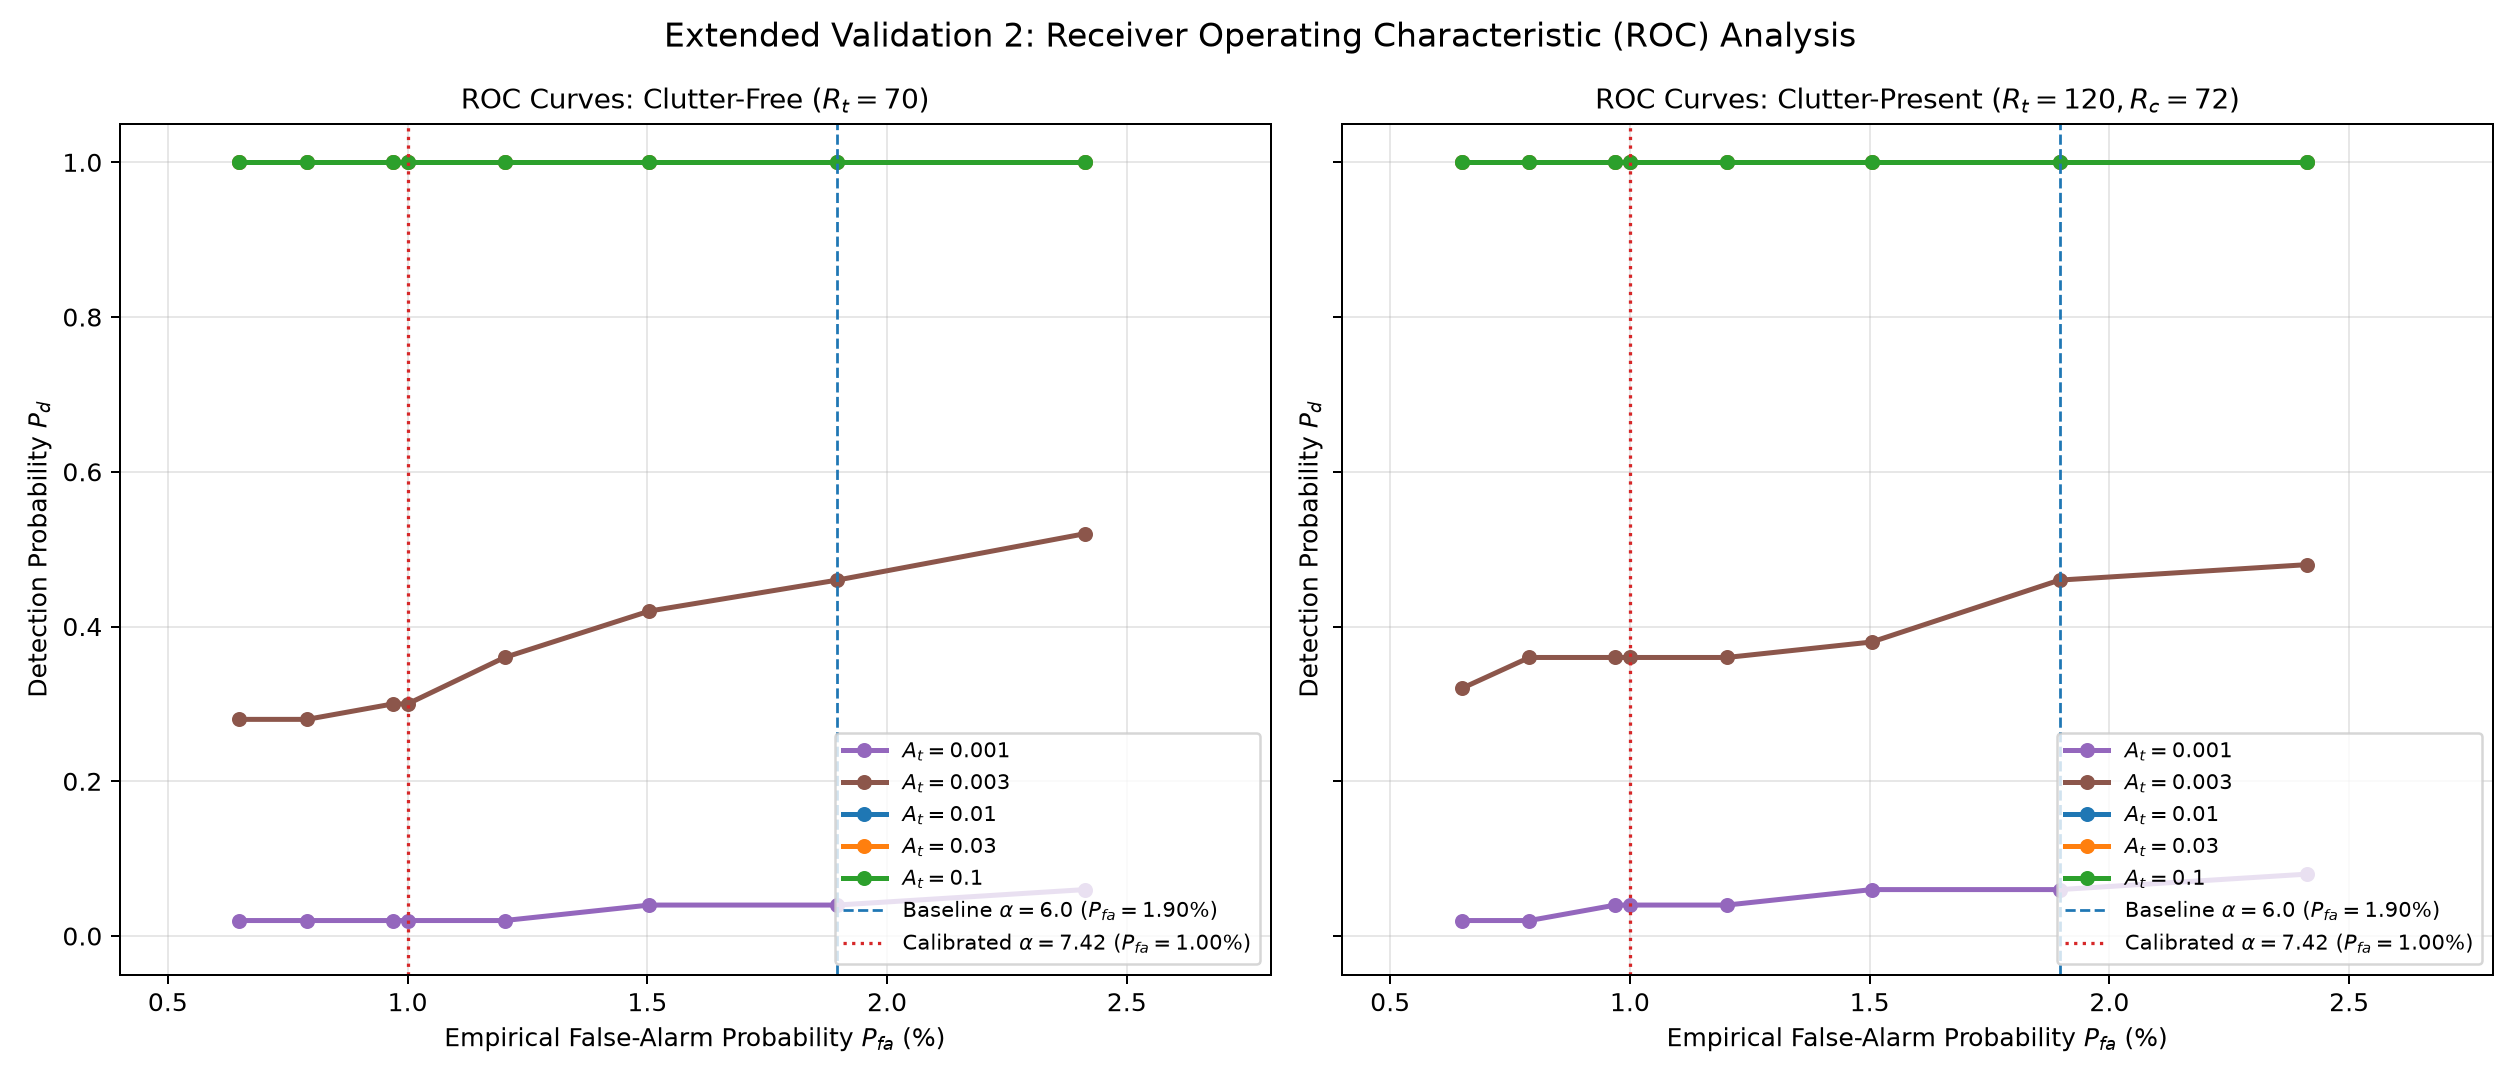 Extended Validation 2: Receiver Operating Characteristic (ROC) Analysis
ROC Curves: Clutter-Free (R_t = 70)
Detection Probability P_d
1.0
0.8
0.6
0.4
0.2
0.0
A_t = 0.001
A_t = 0.003
A_t = 0.01
A_t = 0.03
A_t = 0.1
Baseline α = 6.0 (P_fa = 1.90%)
Calibrated α = 7.42 (P_fa = 1.00%)
0.5 1.0 1.5 2.0 2.5
Empirical False-Alarm Probability P_fa (%)
ROC Curves: Clutter-Present (R_t = 120, R_c = 72)
Detection Probability P_d
A_t = 0.001
A_t = 0.003
A_t = 0.01
A_t = 0.03
A_t = 0.1
Baseline α = 6.0 (P_fa = 1.90%)
Calibrated α = 7.42 (P_fa = 1.00%)
0.5 1.0 1.5 2.0 2.5
Empirical False-Alarm Probability P_fa (%)